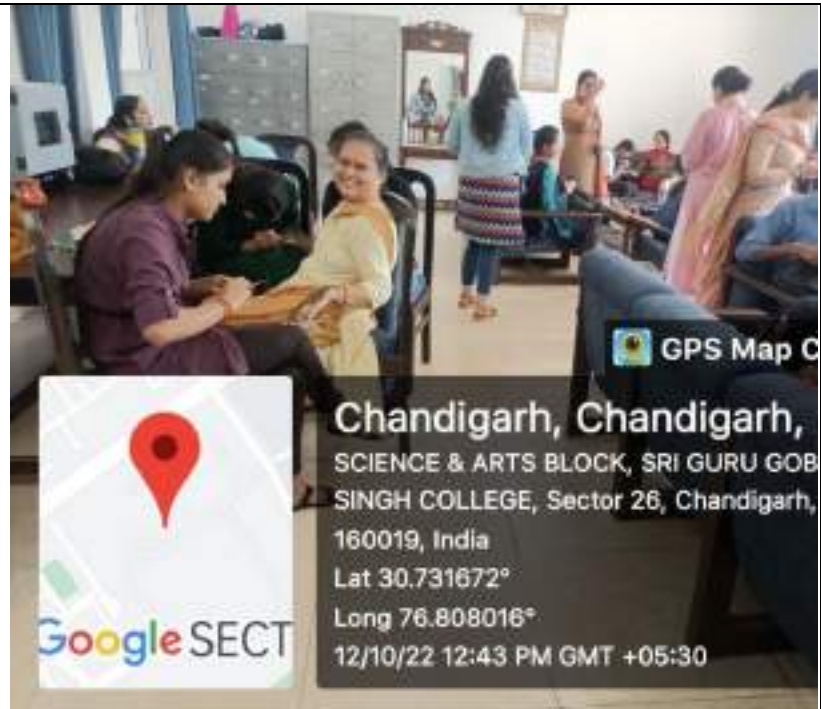 GPS Map C
Chandigarh, Chandigarh,
SCIENCE & ARTS BLOCK, SRI GURU GOB
SINGH COLLEGE, Sector 26, Chandigarh,
160019, India
Lat 30.731672°
Long 76.808016°
12/10/22 12:43 PM GMT +05:30
Google SECT